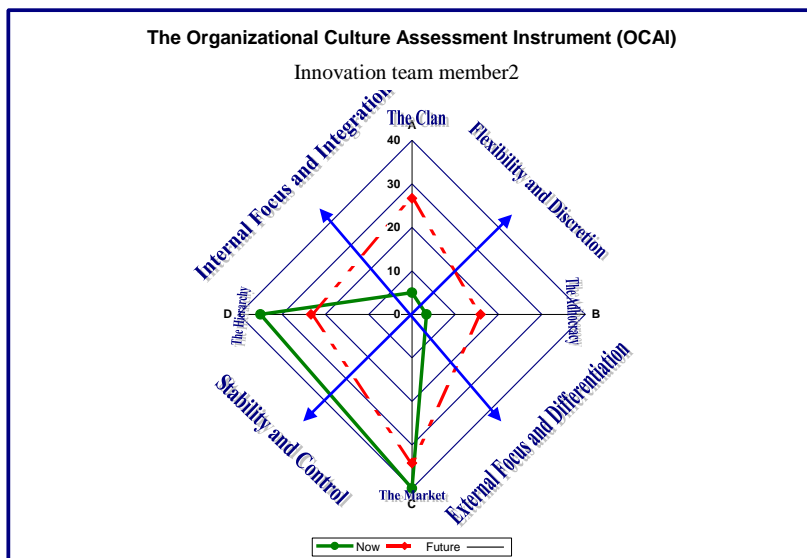 The Organizational Culture Assessment Instrument (OCAI)
Innovation team member2
The Clan
A
Internal Focus and Integration
Flexibility and Discretion
40
30
20
10
0
D
The Hierarchy
The Adhocracy
B
Stability and Control
External Focus and Differentiation
The Market
C
Now
Future